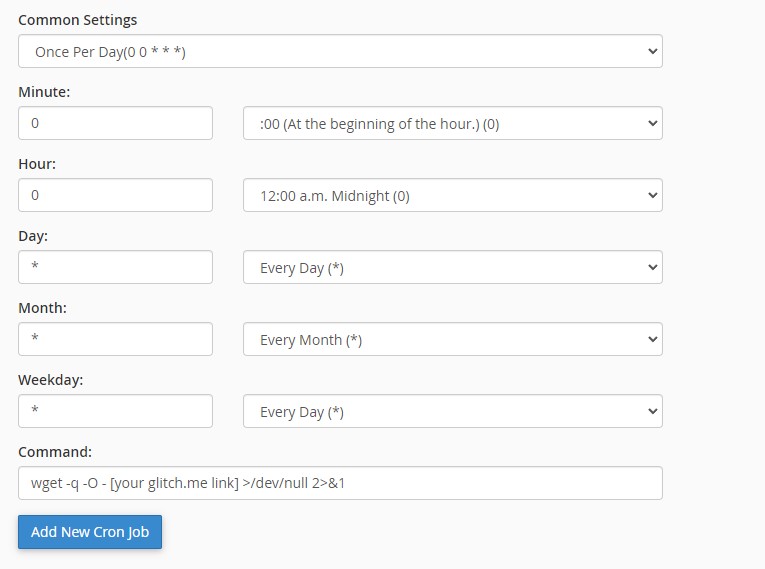 Common Settings
Once Per Day(0 0 * * *)
Minute:
0 :00 (At the beginning of the hour.) (0)
Hour:
0 12:00 a.m. Midnight (0)
Day:
* Every Day (*)
Month:
* Every Month (*)
Weekday:
* Every Day (*)
Command:
wget -q -O - [your glitch.me link] >/dev/null 2>&1
Add New Cron Job